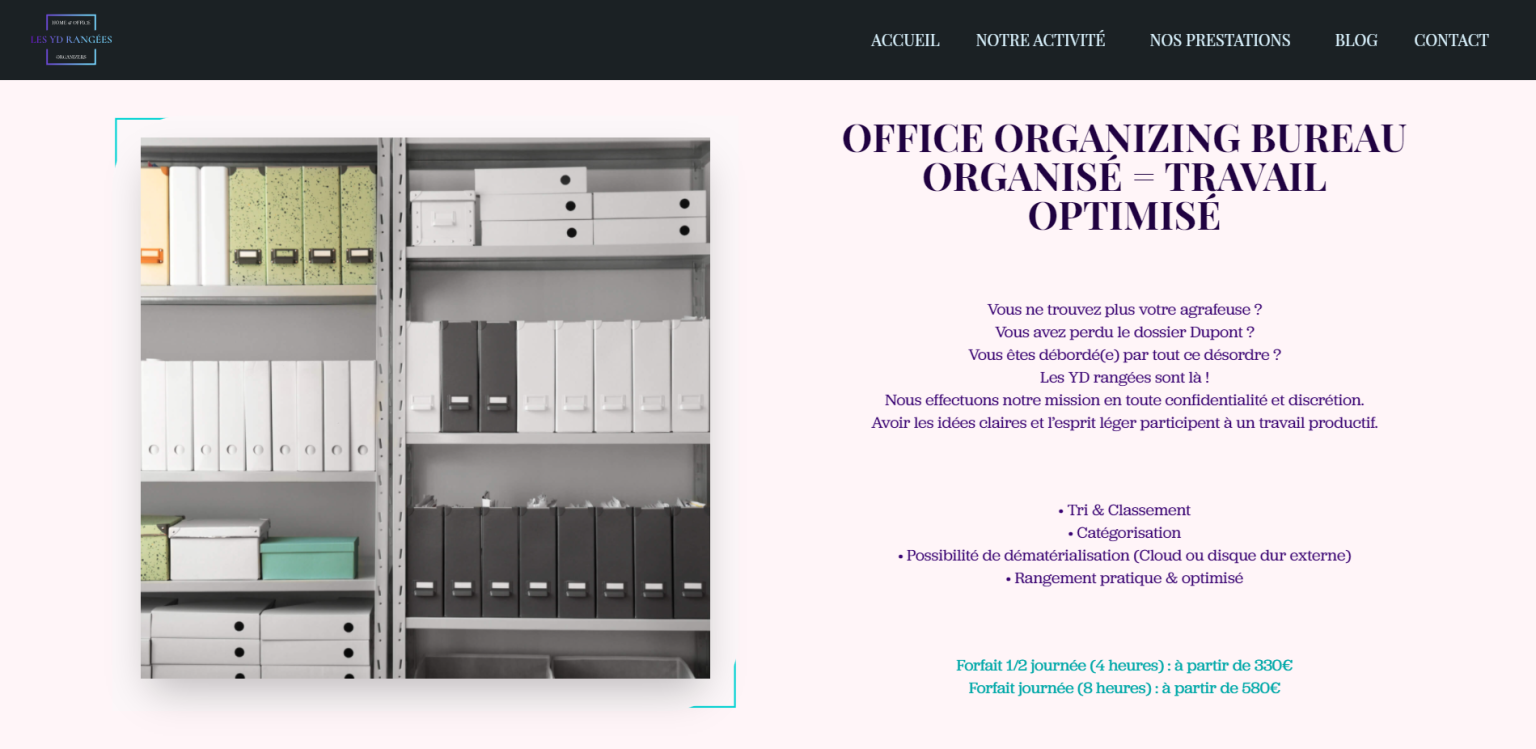 HOME & OFFICE
LES YD RANGÉES
ORGANIZERS
ACCUEIL
NOTRE ACTIVITÉ
NOS PRESTATIONS
BLOG
CONTACT
OFFICE ORGANIZING BUREAU
ORGANISÉ = TRAVAIL
OPTIMISÉ
Vous ne trouvez plus votre agrafeuse ?
Vous avez perdu le dossier Dupont ?
Vous êtes débordé(e) par tout ce désordre ?
Les YD rangées sont là !
Nous effectuons notre mission en toute confidentialité et discrétion.
Avoir les idées claires et l'esprit léger participent à un travail productif.
• Tri & Classement
• Catégorisation
• Possibilité de dématérialisation (Cloud ou disque dur externe)
• Rangement pratique & optimisé
Forfait 1/2 journée (4 heures) : à partir de 330€
Forfait journée (8 heures) : à partir de 580€